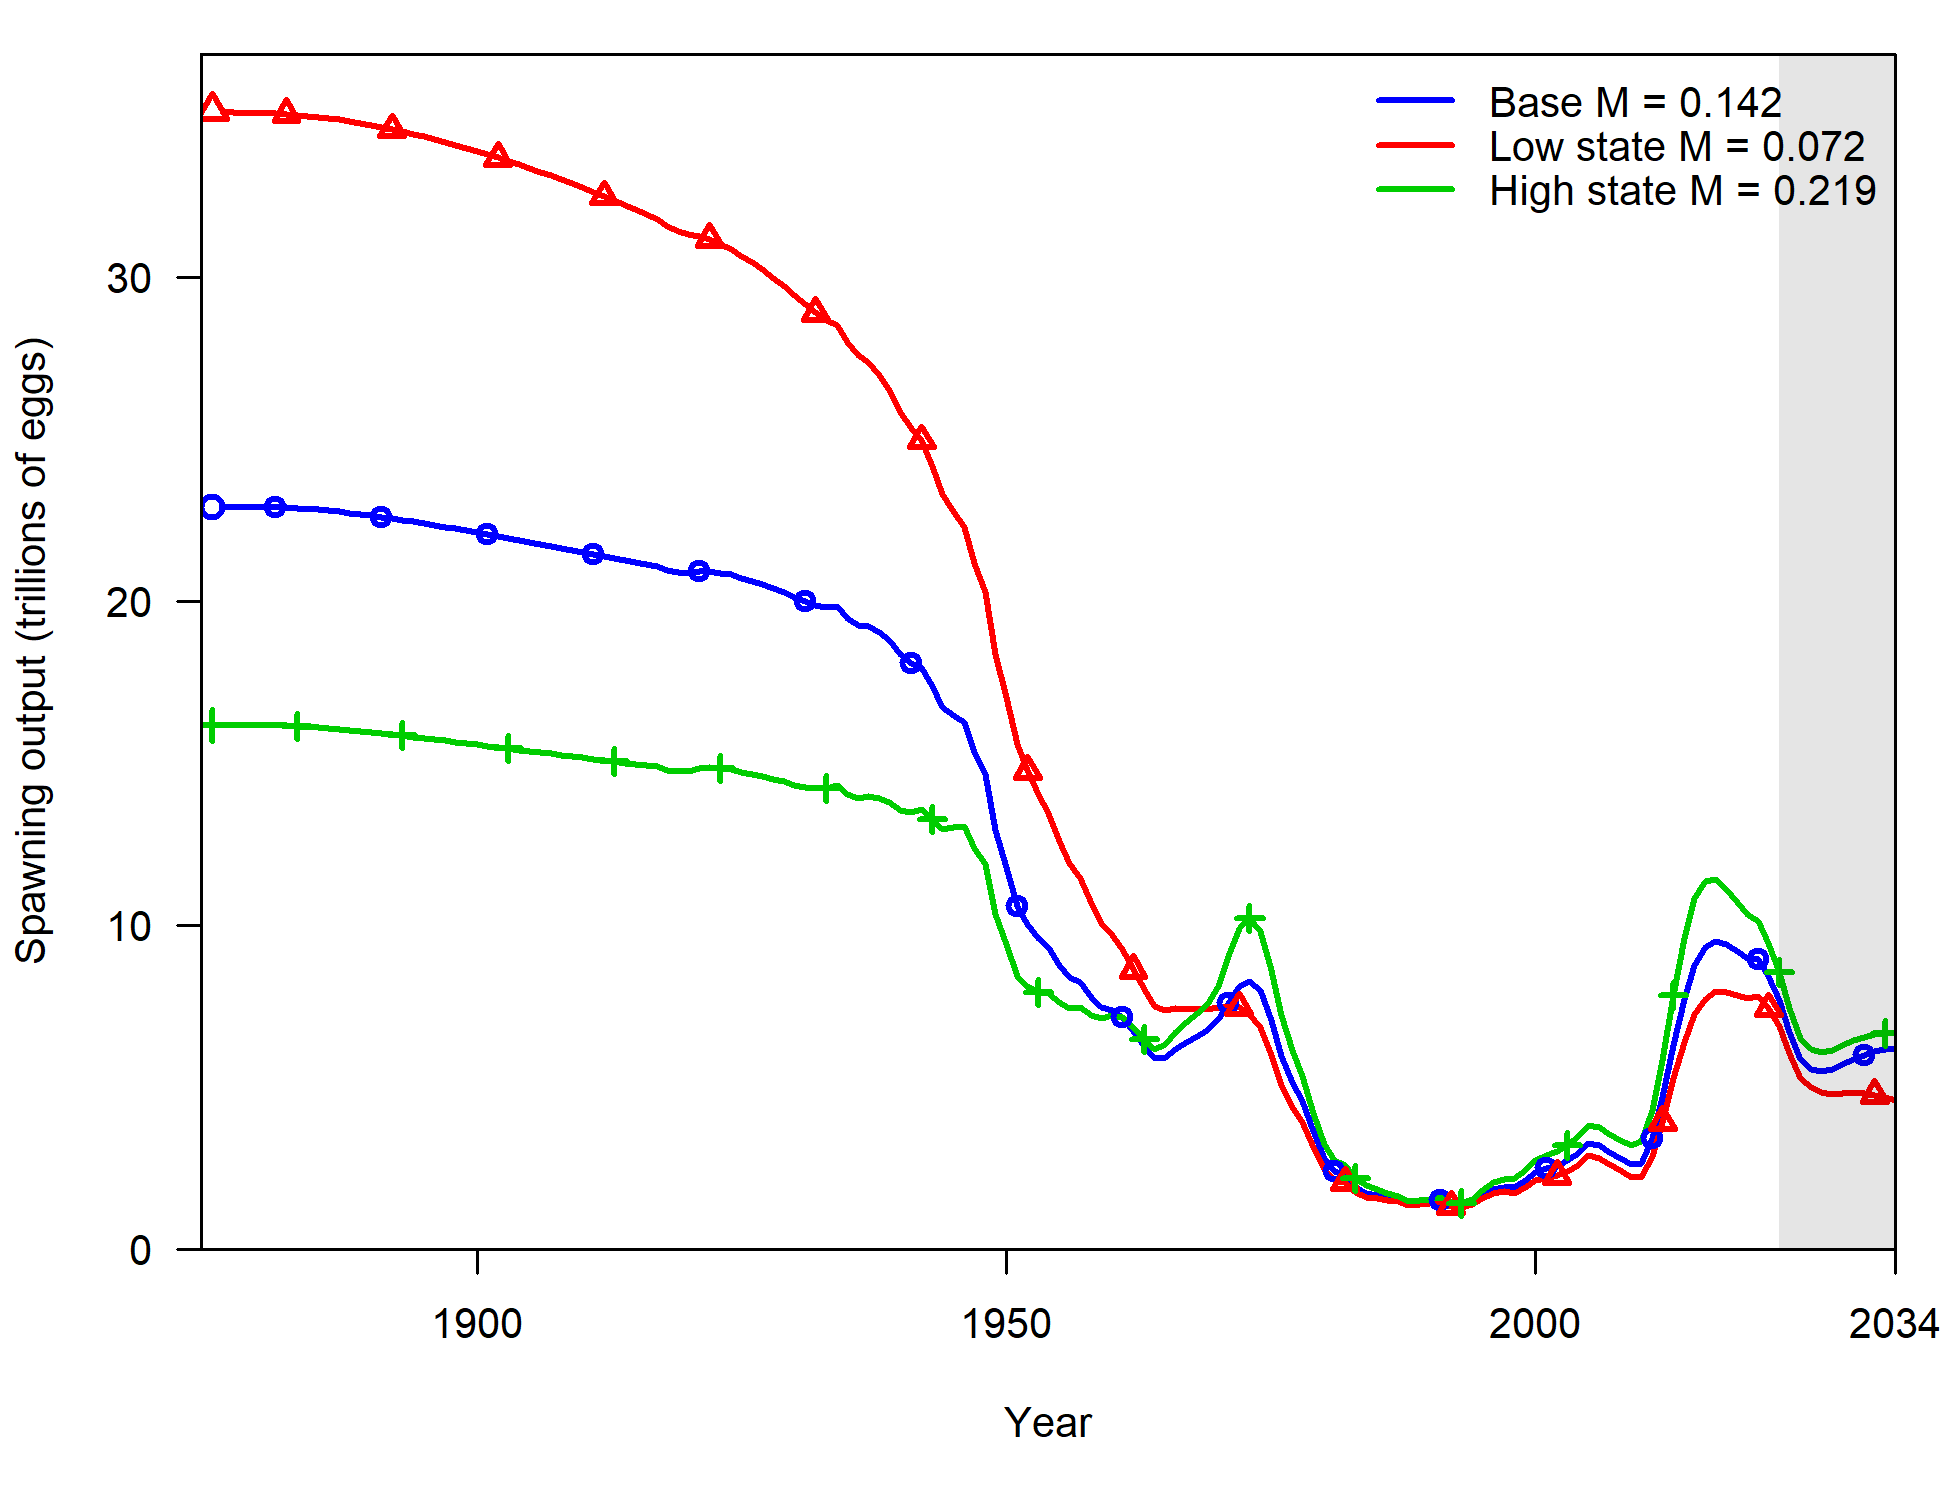 Base M = 0.142
Low state M = 0.072
High state M = 0.219
Spawning output (trillions of eggs)
30
20
10
0
1900
1950
2000
2034
Year